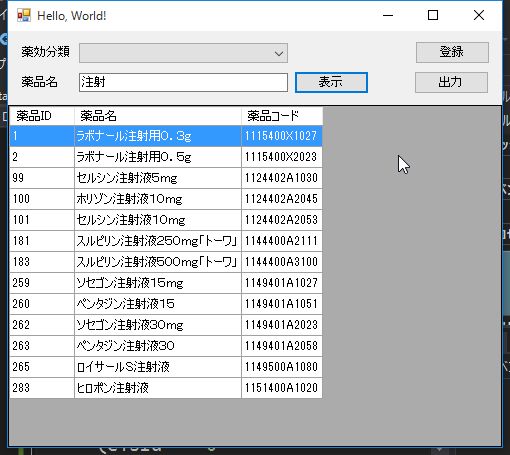 Hello, World!
薬効分類 登録
薬品名 注射 表示 出力
薬品ID 薬品名 薬品コード
1 ラボナール注射用0.3g 1115400X1027
2 ラボナール注射用0.5g 1115400X2023
99 セルシン注射液5mg 1124402A1030
100 ホリゾン注射液10mg 1124402A2045
101 セルシン注射液10mg 1124402A2053
181 スルピリン注射液250mg「トーワ」 1144400A2111
183 スルピリン注射液500mg「トーワ」 1144400A3100
259 ソセゴン注射液15mg 1149401A1027
260 ペンタジン注射液15 1149401A1051
262 ソセゴン注射液30mg 1149401A2023
263 ペンタジン注射液30 1149401A2058
265 ロイサールS注射液 1149500A1080
283 ヒロポン注射液 1151400A1020